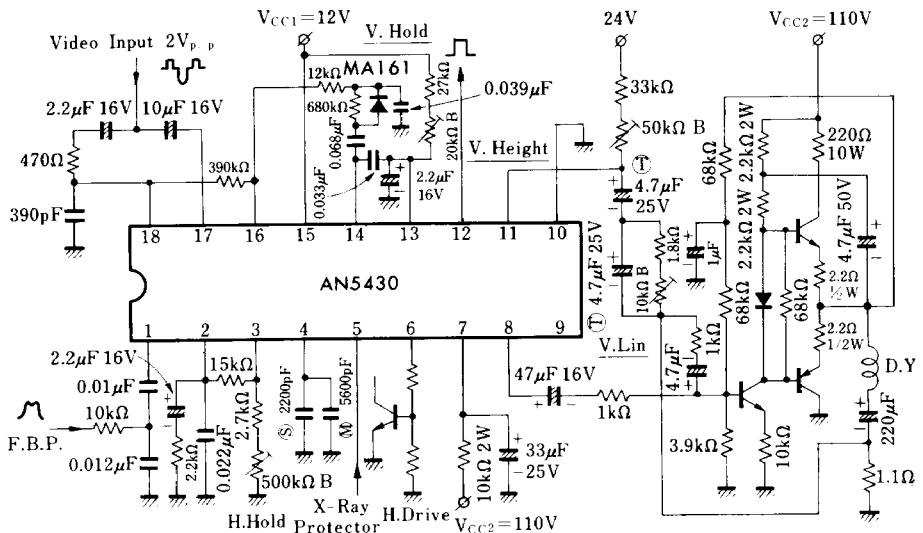 VCC1=12V
24V
VCC2=110V
Video Input
2Vp-p
V. Hold
MA161
12kΩ
680kΩ
27kΩ
0.039μF
33kΩ
2.2μF 16V
10μF 16V
20kΩ B
50kΩ B
220Ω
10W
2.2kΩ 2W
0.068μF
V. Height
Ⓣ
68kΩ
470Ω
390kΩ
0.033μF
2.2μF
16V
4.7μF
25V
2.2kΩ 2W
4.7μF 50V
390pF
18 17 16 15 14 13 12 11 10
4.7μF 25V
1.8kΩ
1μF
2.2Ω
½W
AN5430
10kΩ B
68kΩ
68kΩ
Ⓣ
2.2Ω
1/2W
1 2 3 4 5 6 7 8 9
V.Lin
1kΩ
D.Y
2.2μF 16V
15kΩ
0.01μF
2200pF
5600pF
47μF 16V
4.7μF
10kΩ
2.7kΩ
Ⓢ
Ⓜ
1kΩ
220μF
F.B.P.
0.012μF
2.2kΩ
0.022μF
500kΩ B
10kΩ 2W
33μF
25V
3.9kΩ
10kΩ
1.1Ω
H.Hold
X-Ray
Protector
H.Drive
VCC2=110V